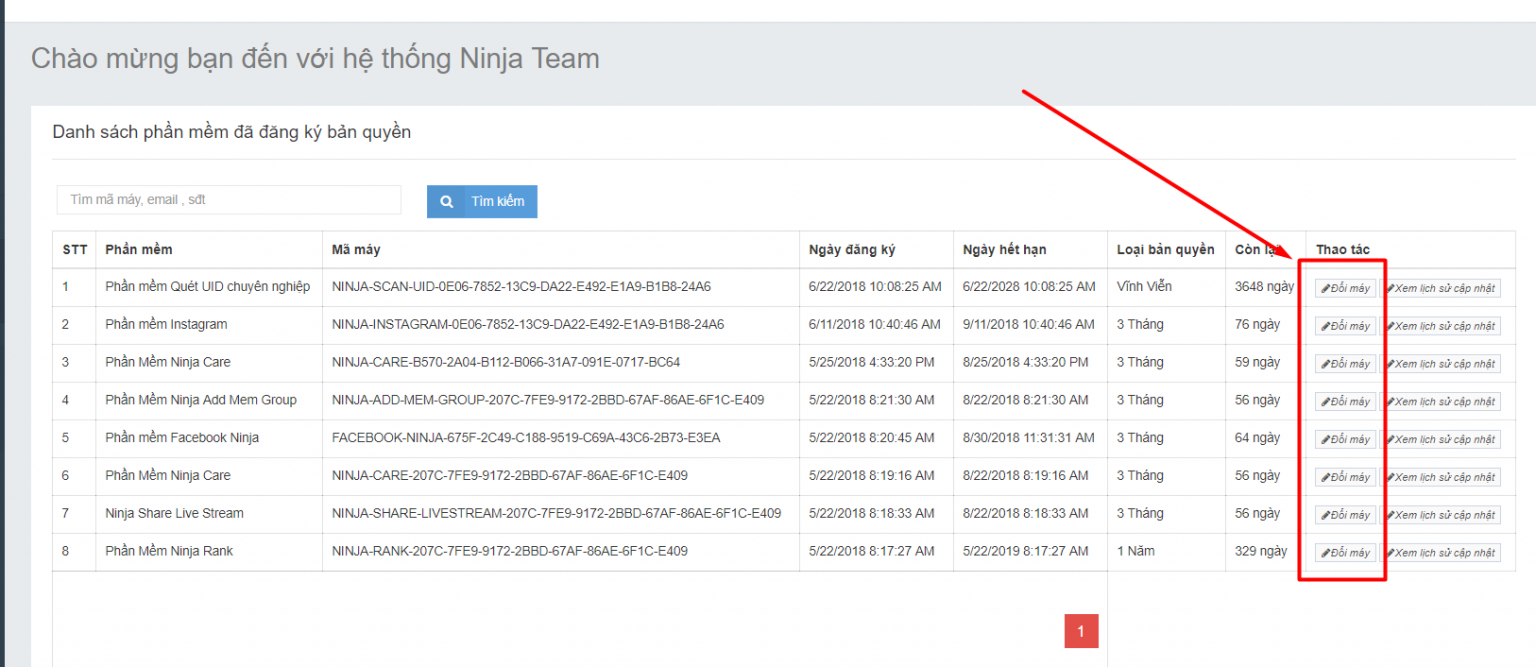 Chào mừng bạn đến với hệ thống Ninja Team
Danh sách phần mềm đã đăng ký bản quyền
Tìm mã máy, email , sđt Tìm kiếm
STT Phần mềm Mã máy Ngày đăng ký Ngày hết hạn Loại bản quyền Còn lại Thao tác
1 Phần mềm Quét UID chuyên nghiệp NINJA-SCAN-UID-0E06-7852-13C9-DA22-E492-E1A9-B1B8-24A6 6/22/2018 10:08:25 AM 6/22/2028 10:08:25 AM Vĩnh Viễn 3648 ngày Đổi máy Xem lịch sử cập nhật
2 Phần mềm Instagram NINJA-INSTAGRAM-0E06-7852-13C9-DA22-E492-E1A9-B1B8-24A6 6/11/2018 10:40:46 AM 9/11/2018 10:40:46 AM 3 Tháng 76 ngày Đổi máy Xem lịch sử cập nhật
3 Phần Mềm Ninja Care NINJA-CARE-B570-2A04-B112-B066-31A7-091E-0717-BC64 5/25/2018 4:33:20 PM 8/25/2018 4:33:20 PM 3 Tháng 59 ngày Đổi máy Xem lịch sử cập nhật
4 Phần Mềm Ninja Add Mem Group NINJA-ADD-MEM-GROUP-207C-7FE9-9172-2BBD-67AF-86AE-6F1C-E409 5/22/2018 8:21:30 AM 8/22/2018 8:21:30 AM 3 Tháng 56 ngày Đổi máy Xem lịch sử cập nhật
5 Phần mềm Facebook Ninja FACEBOOK-NINJA-675F-2C49-C188-9519-C69A-43C6-2B73-E3EA 5/22/2018 8:20:45 AM 8/30/2018 11:31:31 AM 3 Tháng 64 ngày Đổi máy Xem lịch sử cập nhật
6 Phần Mềm Ninja Care NINJA-CARE-207C-7FE9-9172-2BBD-67AF-86AE-6F1C-E409 5/22/2018 8:19:16 AM 8/22/2018 8:19:16 AM 3 Tháng 56 ngày Đổi máy Xem lịch sử cập nhật
7 Ninja Share Live Stream NINJA-SHARE-LIVESTREAM-207C-7FE9-9172-2BBD-67AF-86AE-6F1C-E409 5/22/2018 8:18:33 AM 8/22/2018 8:18:33 AM 3 Tháng 56 ngày Đổi máy Xem lịch sử cập nhật
8 Phần Mềm Ninja Rank NINJA-RANK-207C-7FE9-9172-2BBD-67AF-86AE-6F1C-E409 5/22/2018 8:17:27 AM 5/22/2019 8:17:27 AM 1 Năm 329 ngày Đổi máy Xem lịch sử cập nhật
1